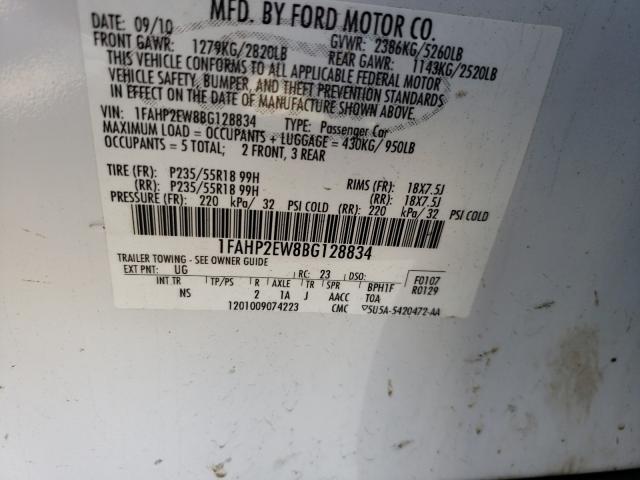 MFD. BY FORD MOTOR CO.
DATE: 09/10 GVWR: 2386KG/5260LB
FRONT GAWR: 1279KG/2820LB REAR GAWR: 1143KG/2520LB
THIS VEHICLE CONFORMS TO ALL APPLICABLE FEDERAL MOTOR
VEHICLE SAFETY, BUMPER, AND THEFT PREVENTION STANDARDS
IN EFFECT ON THE DATE OF MANUFACTURE SHOWN ABOVE.
VIN: 1FAHP2EW8BG128834 TYPE: Passenger Car
MAXIMUM LOAD = OCCUPANTS + LUGGAGE = 430KG/950LB
OCCUPANTS = 5 TOTAL; 2 FRONT, 3 REAR
TIRE (FR): P235/55R18 99H RIMS (FR): 18X7.5J
(RR): P235/55R18 99H (RR): 18X7.5J
PRESSURE (FR): 220 kPa/32 PSI COLD (RR): 220 kPa/32 PSI COLD
1FAHP2EW8BG128834
TRAILER TOWING - SEE OWNER GUIDE
EXT PNT: UG RC: 23 DSO: F0107
INT TR TP/PS R AXLE TR SPR BPH1F R0129
NS 2 1A J AACC TOA
1201009074223 CMC 5U5A-5420472-AA